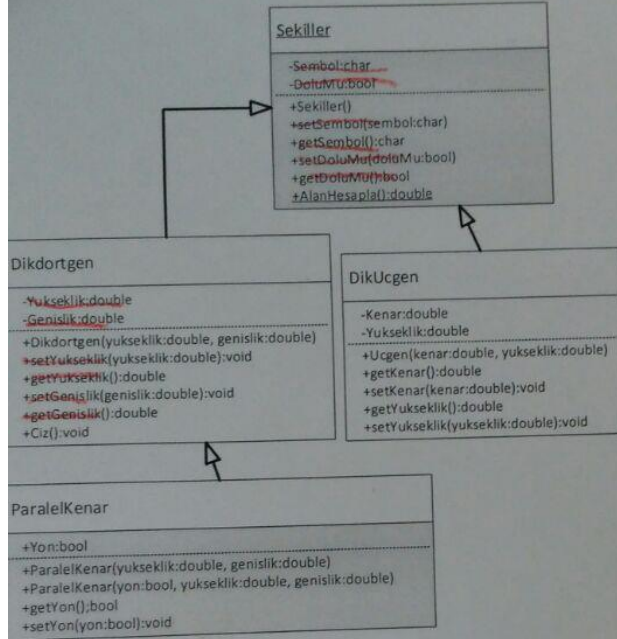 Sekiller
-Sembol:char
-DoluMu:bool
+Sekiller()
+setSembol(sembol:char)
+getSembol():char
+setDoluMu(doluMu:bool)
+getDoluMu():bool
+AlanHesapla():double
Dikdortgen
-Yukseklik:double
-Genislik:double
+Dikdortgen(yukseklik:double, genislik:double)
+setYukseklik(yukseklik:double):void
+getYukseklik():double
+setGenislik(genislik:double):void
+getGenislik():double
+Ciz():void
DikUcgen
-Kenar:double
-Yukseklik:double
+Ucgen(kenar:double, yukseklik:double)
+getKenar():double
+setKenar(kenar:double):void
+getYukseklik():double
+setYukseklik(yukseklik:double):void
ParalelKenar
+Yon:bool
+ParalelKenar(yukseklik:double, genislik:double)
+ParalelKenar(yon:bool, yukseklik:double, genislik:double)
+getYon();bool
+setYon(yon:bool):void